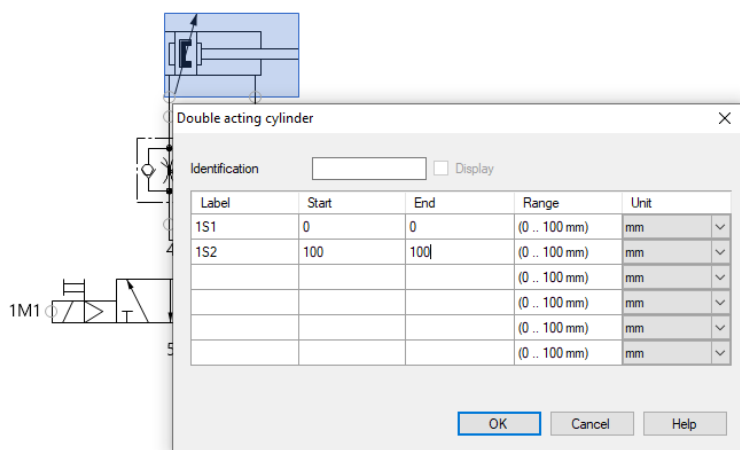 Double acting cylinder
Identification Display
Label Start End Range Unit
1S1 0 0 (0 .. 100 mm) mm
1S2 100 100 (0 .. 100 mm) mm
(0 .. 100 mm) mm
(0 .. 100 mm) mm
(0 .. 100 mm) mm
(0 .. 100 mm) mm
1M1
OK Cancel Help